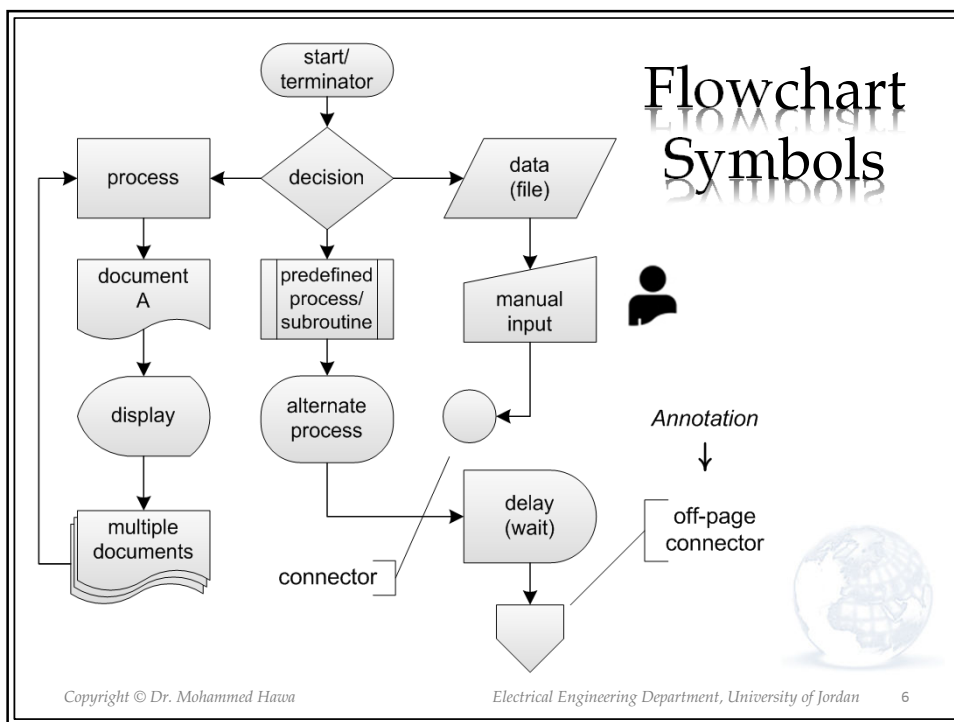 Flowchart
Symbols
start/
terminator
process
decision
data
(file)
document
A
predefined
process/
subroutine
manual
input
display
alternate
process
Annotation
multiple
documents
delay
(wait)
off-page
connector
connector
Copyright © Dr. Mohammed Hawa
Electrical Engineering Department, University of Jordan
6